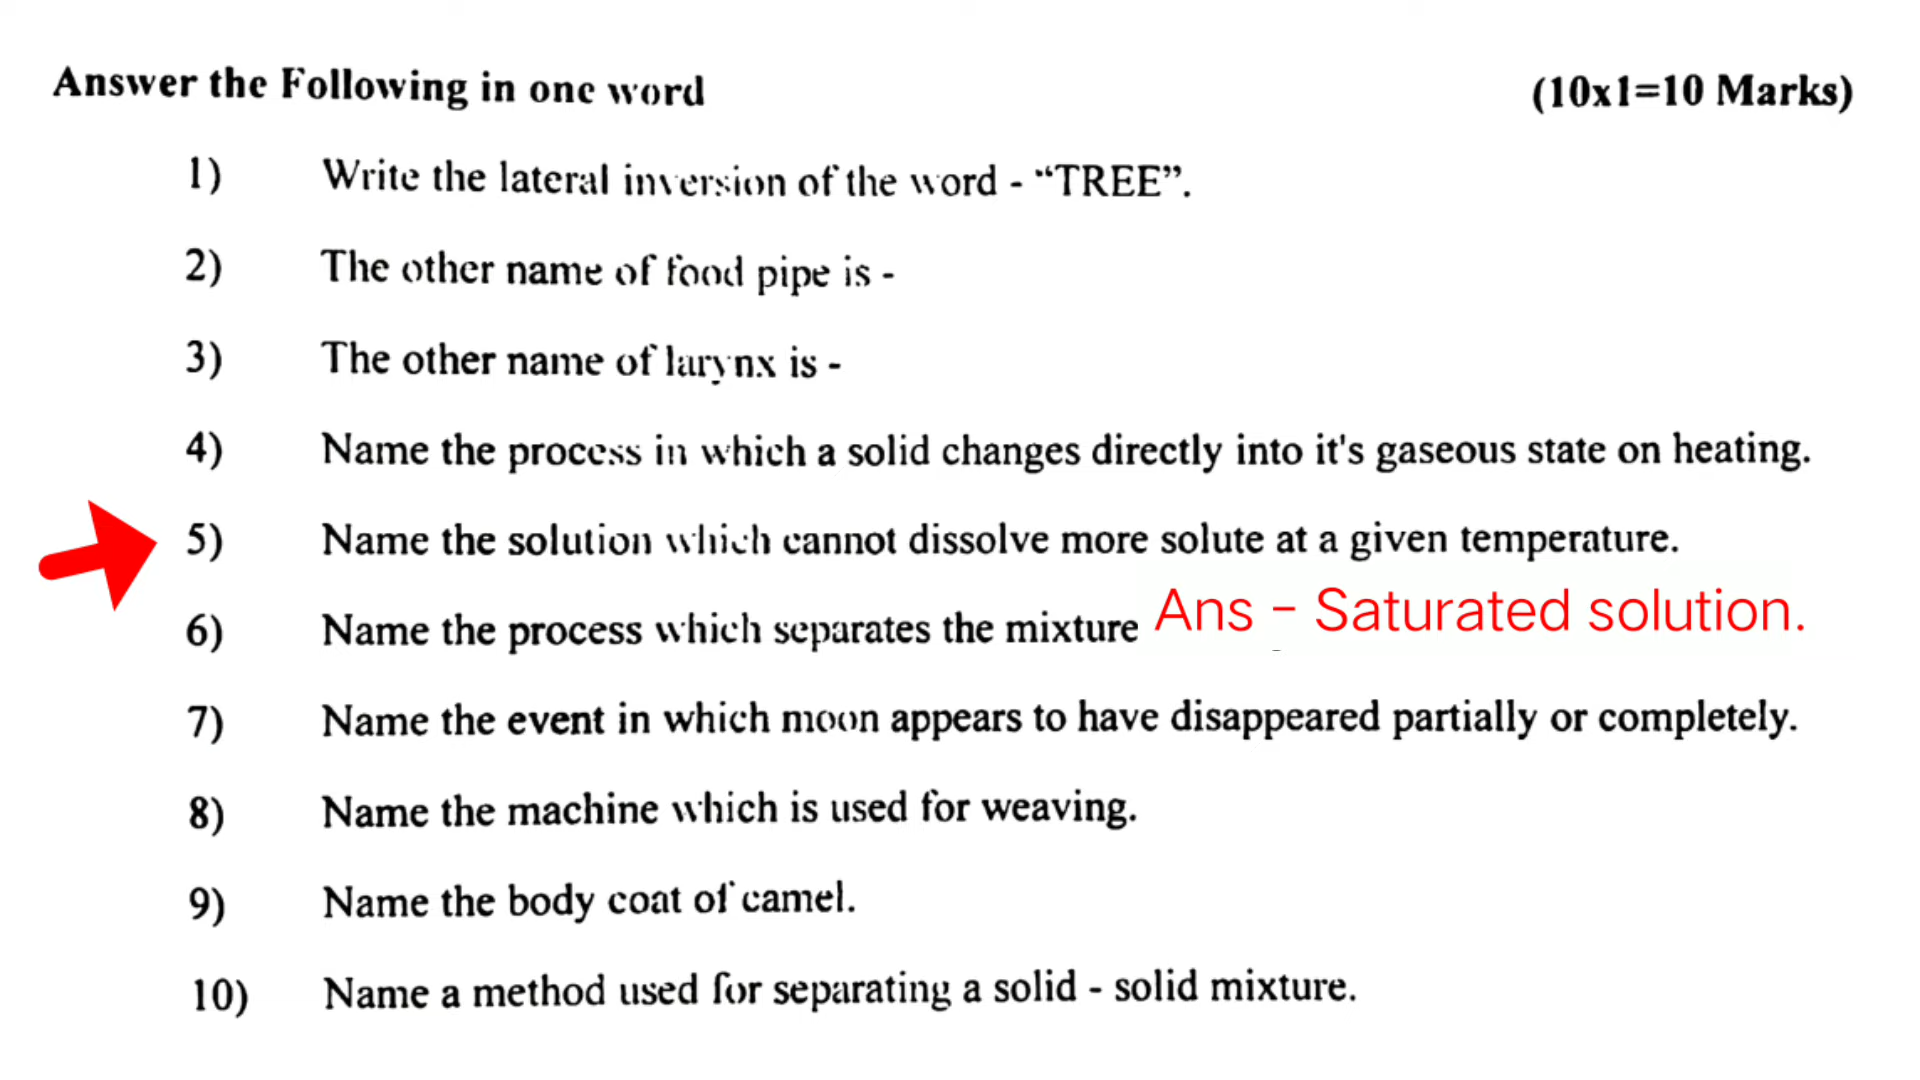 Answer the Following in one word (10x1=10 Marks)
1) Write the lateral inversion of the word - “TREE”.
2) The other name of food pipe is -
3) The other name of larynx is -
4) Name the process in which a solid changes directly into it's gaseous state on heating.
5) Name the solution which cannot dissolve more solute at a given temperature.
Ans - Saturated solution.
6) Name the process which separates the mixture
7) Name the event in which moon appears to have disappeared partially or completely.
8) Name the machine which is used for weaving.
9) Name the body coat of camel.
10) Name a method used for separating a solid - solid mixture.